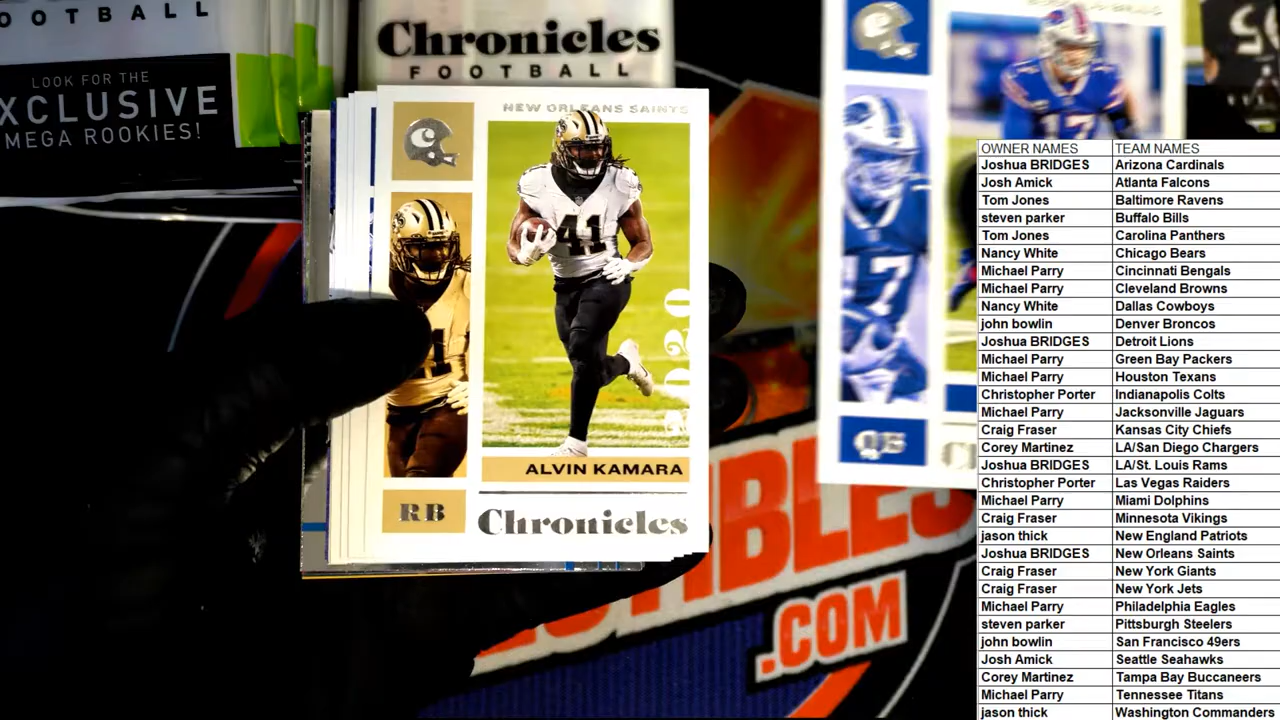 OOTBALL
LOOK FOR THE
XCLUSIVE
MEGA ROOKIES!
Chronicles
FOOTBALL
NEW ORLEANS SAINTS
41
2020
ALVIN KAMARA
RB
Chronicles
17
QB
.COM
OWNER NAMES TEAM NAMES
Joshua BRIDGES Arizona Cardinals
Josh Amick Atlanta Falcons
Tom Jones Baltimore Ravens
steven parker Buffalo Bills
Tom Jones Carolina Panthers
Nancy White Chicago Bears
Michael Parry Cincinnati Bengals
Michael Parry Cleveland Browns
Nancy White Dallas Cowboys
john bowlin Denver Broncos
Joshua BRIDGES Detroit Lions
Michael Parry Green Bay Packers
Michael Parry Houston Texans
Christopher Porter Indianapolis Colts
Michael Parry Jacksonville Jaguars
Craig Fraser Kansas City Chiefs
Corey Martinez LA/San Diego Chargers
Joshua BRIDGES LA/St. Louis Rams
Christopher Porter Las Vegas Raiders
Michael Parry Miami Dolphins
Craig Fraser Minnesota Vikings
jason thick New England Patriots
Joshua BRIDGES New Orleans Saints
Craig Fraser New York Giants
Craig Fraser New York Jets
Michael Parry Philadelphia Eagles
steven parker Pittsburgh Steelers
john bowlin San Francisco 49ers
Josh Amick Seattle Seahawks
Corey Martinez Tampa Bay Buccaneers
Michael Parry Tennessee Titans
jason thick Washington Commanders